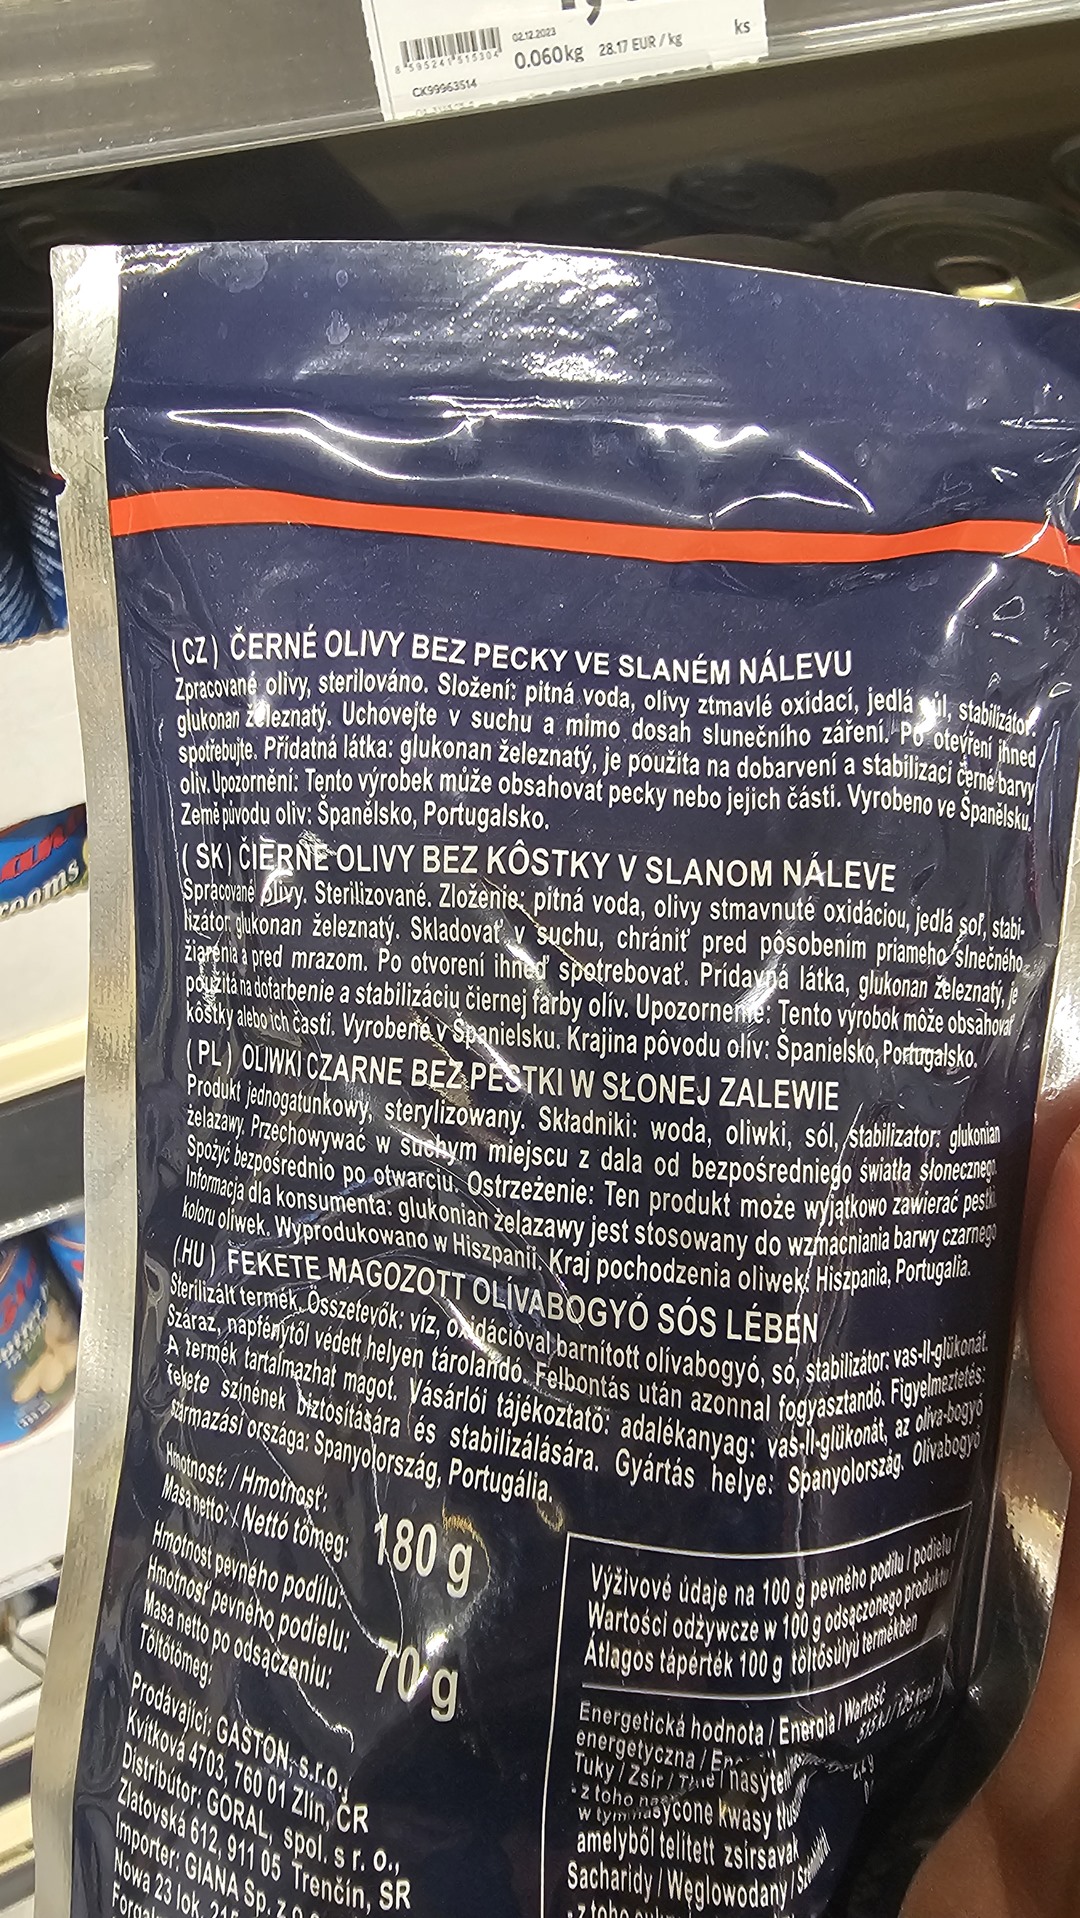 02.12.2023
8 595241 515304
0.060kg 28.17 EUR / kg
ks
CK99963514
(CZ) ČERNÉ OLIVY BEZ PECKY VE SLANÉM NÁLEVU
Zpracované olivy, sterilováno. Složení: pitná voda, olivy ztmavlé oxidací, jedlá sůl, stabilizátor:
glukonan železnatý. Uchovejte v suchu a mimo dosah slunečního záření. Po otevření ihned
spotřebujte. Přídatná látka: glukonan železnatý, je použita na dobarvení a stabilizaci černé barvy
oliv. Upozornění: Tento výrobek může obsahovat pecky nebo jejich části. Vyrobeno ve Španělsku.
Země původu oliv: Španělsko, Portugalsko.
(SK) ČIERNE OLIVY BEZ KÔSTKY V SLANOM NÁLEVE
Spracované olivy. Sterilizované. Zloženie: pitná voda, olivy stmavnuté oxidáciou, jedlá soľ, stabi-
lizátor: glukonan železnatý. Skladovať v suchu, chrániť pred pôsobením priameho slnečného
žiarenia a pred mrazom. Po otvorení ihneď spotrebovať. Prídavná látka, glukonan železnatý, je
použitá na dofarbenie a stabilizáciu čiernej farby olív. Upozornenie: Tento výrobok môže obsahovať
kôstky alebo ich časti. Vyrobené v Španielsku. Krajina pôvodu olív: Španielsko, Portugalsko.
(PL) OLIWKI CZARNE BEZ PESTKI W SŁONEJ ZALEWIE
Produkt jednogatunkowy, sterylizowany. Składniki: woda, oliwki, sól, stabilizator: glukonian
żelazawy. Przechowywać w suchym miejscu z dala od bezpośredniego światła słonecznego.
Spożyć bezpośrednio po otwarciu. Ostrzeżenie: Ten produkt może wyjątkowo zawierać pestki.
Informacja dla konsumenta: glukonian żelazawy jest stosowany do wzmacniania barwy czarnego
koloru oliwek. Wyprodukowano w Hiszpanii. Kraj pochodzenia oliwek: Hiszpania, Portugalia.
(HU) FEKETE MAGOZOTT OLÍVABOGYÓ SÓS LÉBEN
Sterilizált termék. Összetevők: víz, oxidációval barnított olívabogyó, só, stabilizátor: vas-II-glükonát.
Száraz, napfénytől védett helyen tárolandó. Felbontás után azonnal fogyasztandó. Figyelmeztetés:
A termék tartalmazhat magot. Vásárlói tájékoztató: adalékanyag: vas-II-glükonát, az oliva-bogyó
fekete színének biztosítására és stabilizálására. Gyártás helye: Spanyolország. Olívabogyó
származási országa: Spanyolország, Portugália.
Hmotnost: / Hmotnosť:
Masa netto: / Nettó tömeg: 180 g
Hmotnost pevného podílu:
Hmotnosť pevného podielu:
Masa netto po odsączeniu: 70 g
Töltőtömeg:
Prodávající: GASTON, s.r.o.,
Kvítková 4703, 760 01 Zlín, ČR
Distribútor: GORAL, spol. s r. o.,
Zlatovská 612, 911 05 Trenčín, SR
Importer: GIANA Sp. z o
Nowa 23 lok. 215
Výživové údaje na 100 g pevného podílu / podielu /
Wartości odżywcze w 100 g odsączonego produktu /
Átlagos tápérték 100 g töltősúlyú termékben
Energetická hodnota / Energia / Wartość
energetyczna /
Tuky / Zsír /
- z toho
w tym nasycone kwasy
amelyből telített zsírsavak
Sacharidy / Węglowodany /
- z toho